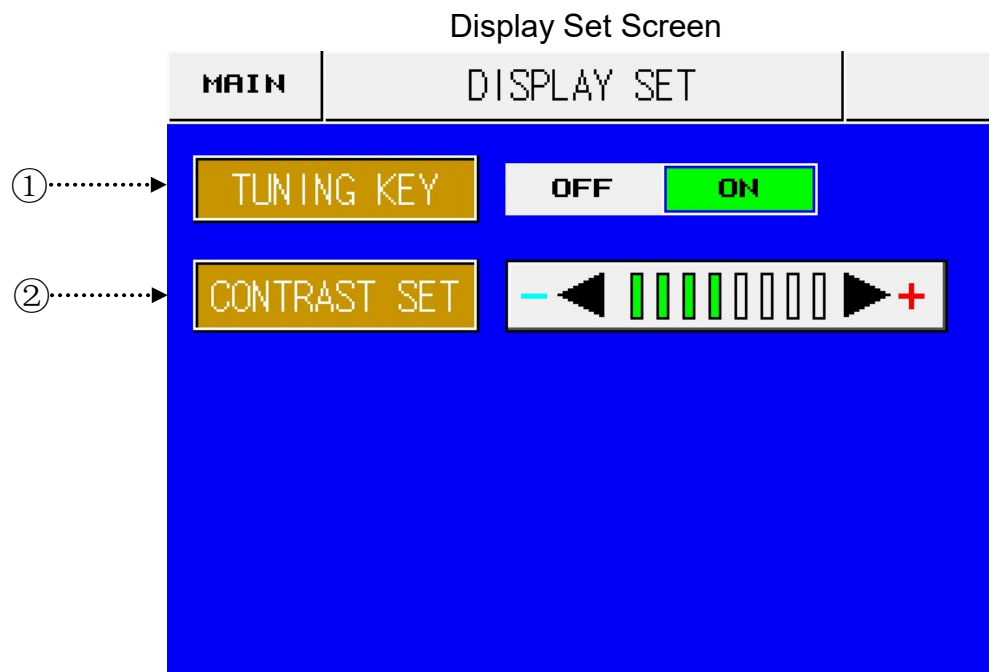 Display Set Screen
MAIN DISPLAY SET
① TUNING KEY OFF ON
② CONTRAST SET - +